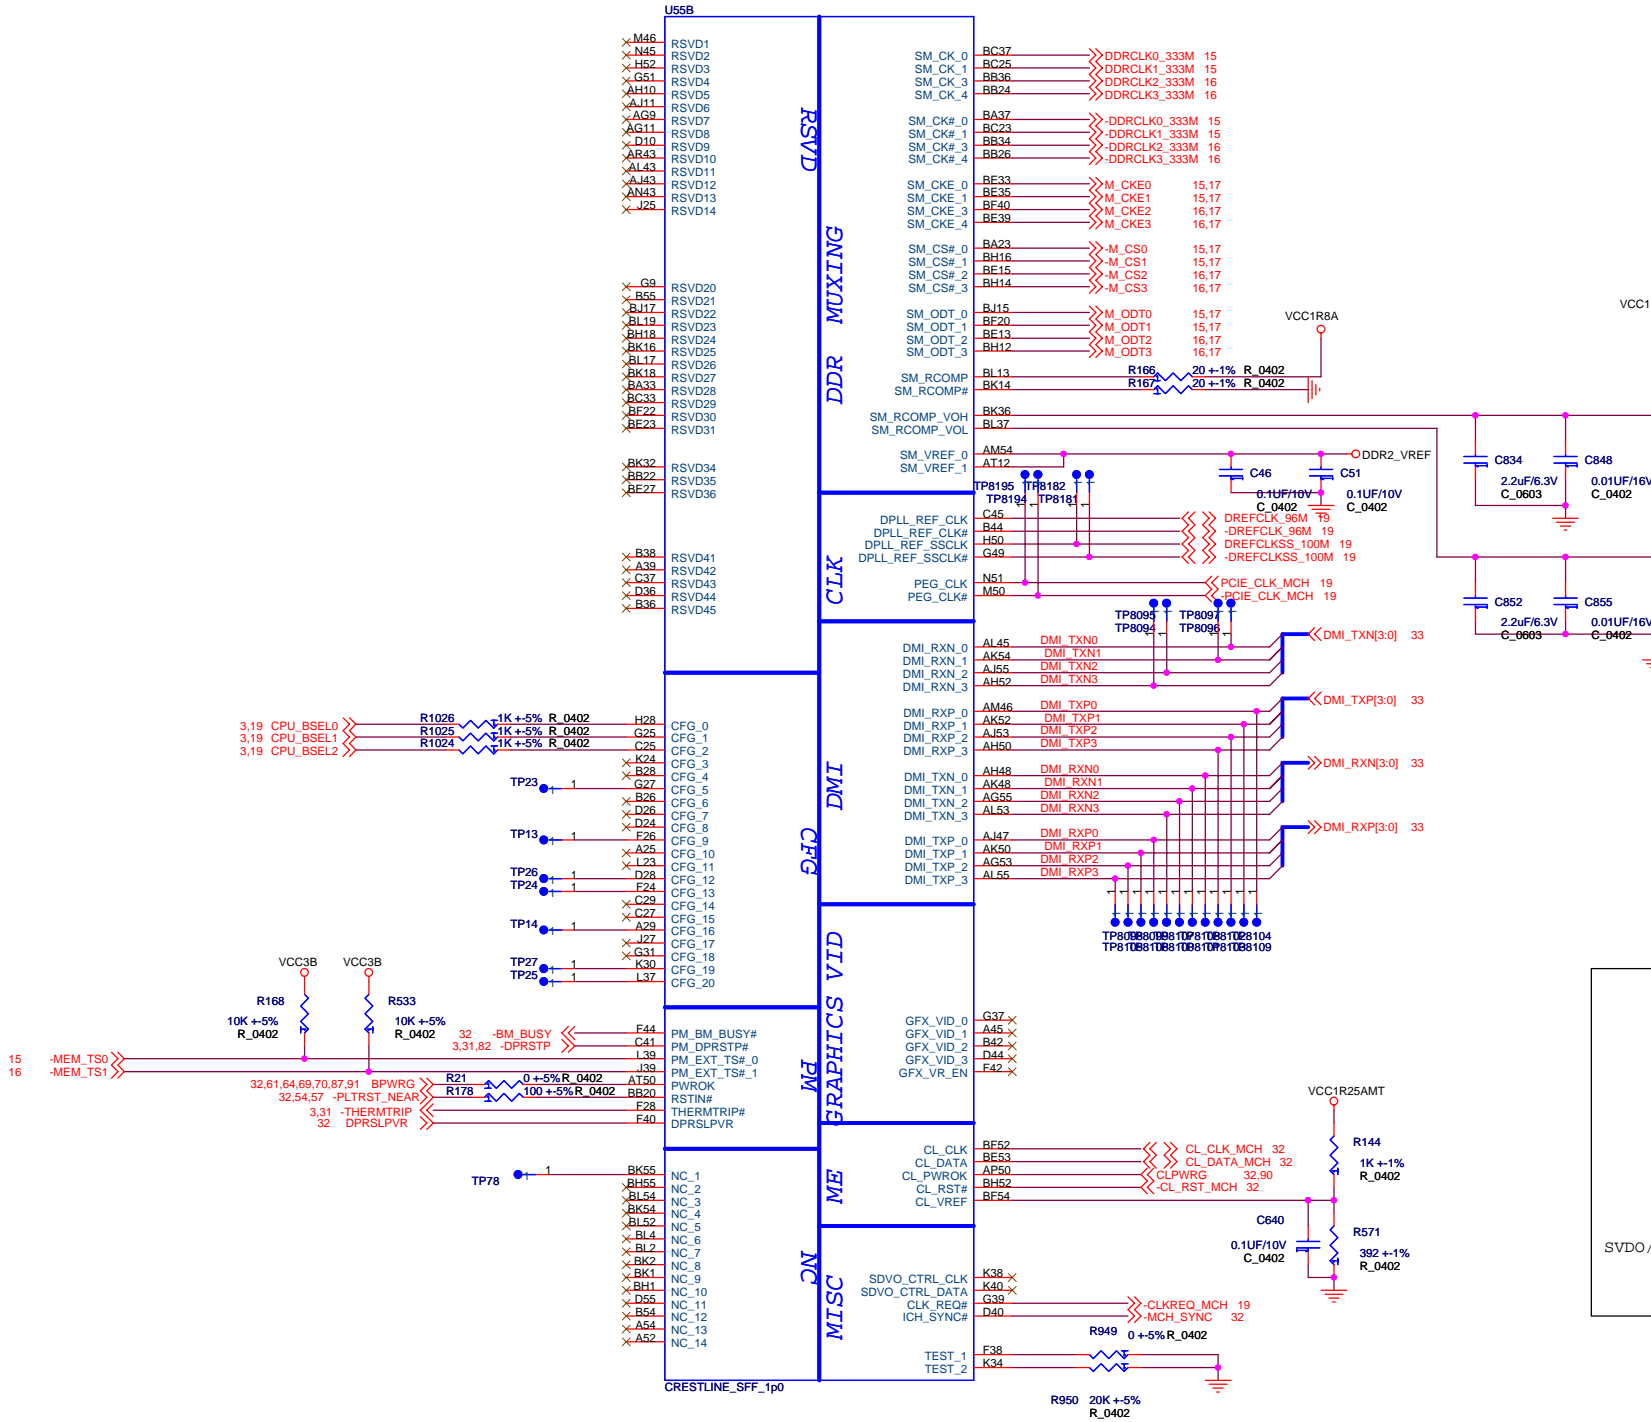 U55B
M46 RSVD1
N45 RSVD2
H52 RSVD3
G51 RSVD4
AH10 RSVD5
AJ11 RSVD6
AG9 RSVD7
AG11 RSVD8
D10 RSVD9
AR43 RSVD10
AL43 RSVD11
AJ43 RSVD12
AN43 RSVD13
J25 RSVD14
G9 RSVD20
B55 RSVD21
BJ17 RSVD22
BL19 RSVD23
BH18 RSVD24
BK16 RSVD25
BL17 RSVD26
BK18 RSVD27
BA33 RSVD28
BC33 RSVD29
BF22 RSVD30
BE23 RSVD31
BK32 RSVD34
BB22 RSVD35
BE27 RSVD36
B38 RSVD41
A39 RSVD42
C37 RSVD43
D36 RSVD44
B36 RSVD45
RSVD
3,19 CPU_BSEL0 R1026 1K +-5% R_0402 H28 CFG_0
3,19 CPU_BSEL1 R1025 1K +-5% R_0402 G25 CFG_1
3,19 CPU_BSEL2 R1024 1K +-5% R_0402 C25 CFG_2
K24 CFG_3
B28 CFG_4
TP23 1 1 G27 CFG_5
B26 CFG_6
D26 CFG_7
D24 CFG_8
TP13 1 1 F26 CFG_9
A25 CFG_10
L23 CFG_11
TP26 1 1 D28 CFG_12
TP24 1 1 F24 CFG_13
C29 CFG_14
C27 CFG_15
TP14 1 1 A29 CFG_16
J27 CFG_17
G31 CFG_18
TP27 1 1 K30 CFG_19
TP25 1 1 L37 CFG_20
CFG
VCC3B VCC3B
R168 R533
10K +-5% 10K +-5%
R_0402 R_0402
32 -BM_BUSY F44 PM_BM_BUSY#
3,31,82 -DPRSTP C41 PM_DPRSTP#
15 -MEM_TS0 L39 PM_EXT_TS#_0
16 -MEM_TS1 J39 PM_EXT_TS#_1
32,61,64,69,70,87,91 BPWRG R21 0 +-5% R_0402 AT50 PWROK
32,54,57 -PLTRST_NEAR R178 100 +-5% R_0402 BB20 RSTIN#
3,31 -THERMTRIP F28 THERMTRIP#
32 DPRSLPVR F40 DPRSLPVR
PM
TP78 1 1 BK55 NC_1
BH55 NC_2
BL54 NC_3
BK54 NC_4
BL52 NC_5
BL4 NC_6
BL2 NC_7
BK2 NC_8
BK1 NC_9
BH1 NC_10
D55 NC_11
B54 NC_12
A54 NC_13
A52 NC_14
NC
CRESTLINE_SFF_1p0
DDR MUXING
SM_CK_0 BC37 DDRCLK0_333M 15
SM_CK_1 BC25 DDRCLK1_333M 15
SM_CK_3 BB36 DDRCLK2_333M 16
SM_CK_4 BB24 DDRCLK3_333M 16
SM_CK#_0 BA37 -DDRCLK0_333M 15
SM_CK#_1 BC23 -DDRCLK1_333M 15
SM_CK#_3 BB34 -DDRCLK2_333M 16
SM_CK#_4 BB26 -DDRCLK3_333M 16
SM_CKE_0 BE33 M_CKE0 15,17
SM_CKE_1 BE35 M_CKE1 15,17
SM_CKE_3 BF40 M_CKE2 16,17
SM_CKE_4 BE39 M_CKE3 16,17
SM_CS#_0 BA23 -M_CS0 15,17
SM_CS#_1 BH16 -M_CS1 15,17
SM_CS#_2 BE15 -M_CS2 16,17
SM_CS#_3 BH14 -M_CS3 16,17
SM_ODT_0 BJ15 M_ODT0 15,17
SM_ODT_1 BF20 M_ODT1 15,17
SM_ODT_2 BE13 M_ODT2 16,17
SM_ODT_3 BH12 M_ODT3 16,17
VCC1R8A
VCC1
SM_RCOMP BL13 R166 20 +-1% R_0402
SM_RCOMP# BK14 R167 20 +-1% R_0402
SM_RCOMP_VOH BK36
SM_RCOMP_VOL BL37
SM_VREF_0 AM54 DDR2_VREF
SM_VREF_1 AT12
C46 0.1UF/10V C_0402
C51 0.1UF/10V C_0402
C834 2.2uF/6.3V C_0603
C848 0.01UF/16V C_0402
TP8195 TP8182
TP8194 TP8181
CLK
DPLL_REF_CLK C45 DREFCLK_96M 19
DPLL_REF_CLK# B44 -DREFCLK_96M 19
DPLL_REF_SSCLK H50 DREFCLKSS_100M 19
DPLL_REF_SSCLK# G49 -DREFCLKSS_100M 19
PEG_CLK N51 PCIE_CLK_MCH 19
PEG_CLK# M50 -PCIE_CLK_MCH 19
C852 2.2uF/6.3V C_0603
C855 0.01UF/16V C_0402
TP8095 TP8097
TP8094 TP8096
DMI
DMI_RXN_0 AL45 DMI_TXN0 DMI_TXN[3:0] 33
DMI_RXN_1 AK54 DMI_TXN1
DMI_RXN_2 AJ55 DMI_TXN2
DMI_RXN_3 AH52 DMI_TXN3
DMI_RXP_0 AM46 DMI_TXP0 DMI_TXP[3:0] 33
DMI_RXP_1 AK52 DMI_TXP1
DMI_RXP_2 AJ53 DMI_TXP2
DMI_RXP_3 AH50 DMI_TXP3
DMI_TXN_0 AH48 DMI_RXN0 DMI_RXN[3:0] 33
DMI_TXN_1 AK48 DMI_RXN1
DMI_TXN_2 AG55 DMI_RXN2
DMI_TXN_3 AL53 DMI_RXN3
DMI_TXP_0 AJ47 DMI_RXP0 DMI_RXP[3:0] 33
DMI_TXP_1 AK50 DMI_RXP1
DMI_TXP_2 AG53 DMI_RXP2
DMI_TXP_3 AL55 DMI_RXP3
GRAPHICS VID
GFX_VID_0 G37
GFX_VID_1 A45
GFX_VID_2 B42
GFX_VID_3 D44
GFX_VR_EN F42
VCC1R25AMT
ME
CL_CLK BE52 CL_CLK_MCH 32
CL_DATA BE53 CL_DATA_MCH 32
CL_PWROK AP50 CLPWRG 32,90
CL_RST# BH52 -CL_RST_MCH 32
CL_VREF BF54
R144 1K +-1% R_0402
C640 0.1UF/10V C_0402
R571 392 +-1% R_0402
SVDO/
MISC
SDVO_CTRL_CLK K38
SDVO_CTRL_DATA K40
CLK_REQ# G39 -CLKREQ_MCH 19
ICH_SYNC# D40 -MCH_SYNC 32
R949 0 +-5% R_0402
TEST_1 F38
TEST_2 K34
R950 20K +-5%
R_0402